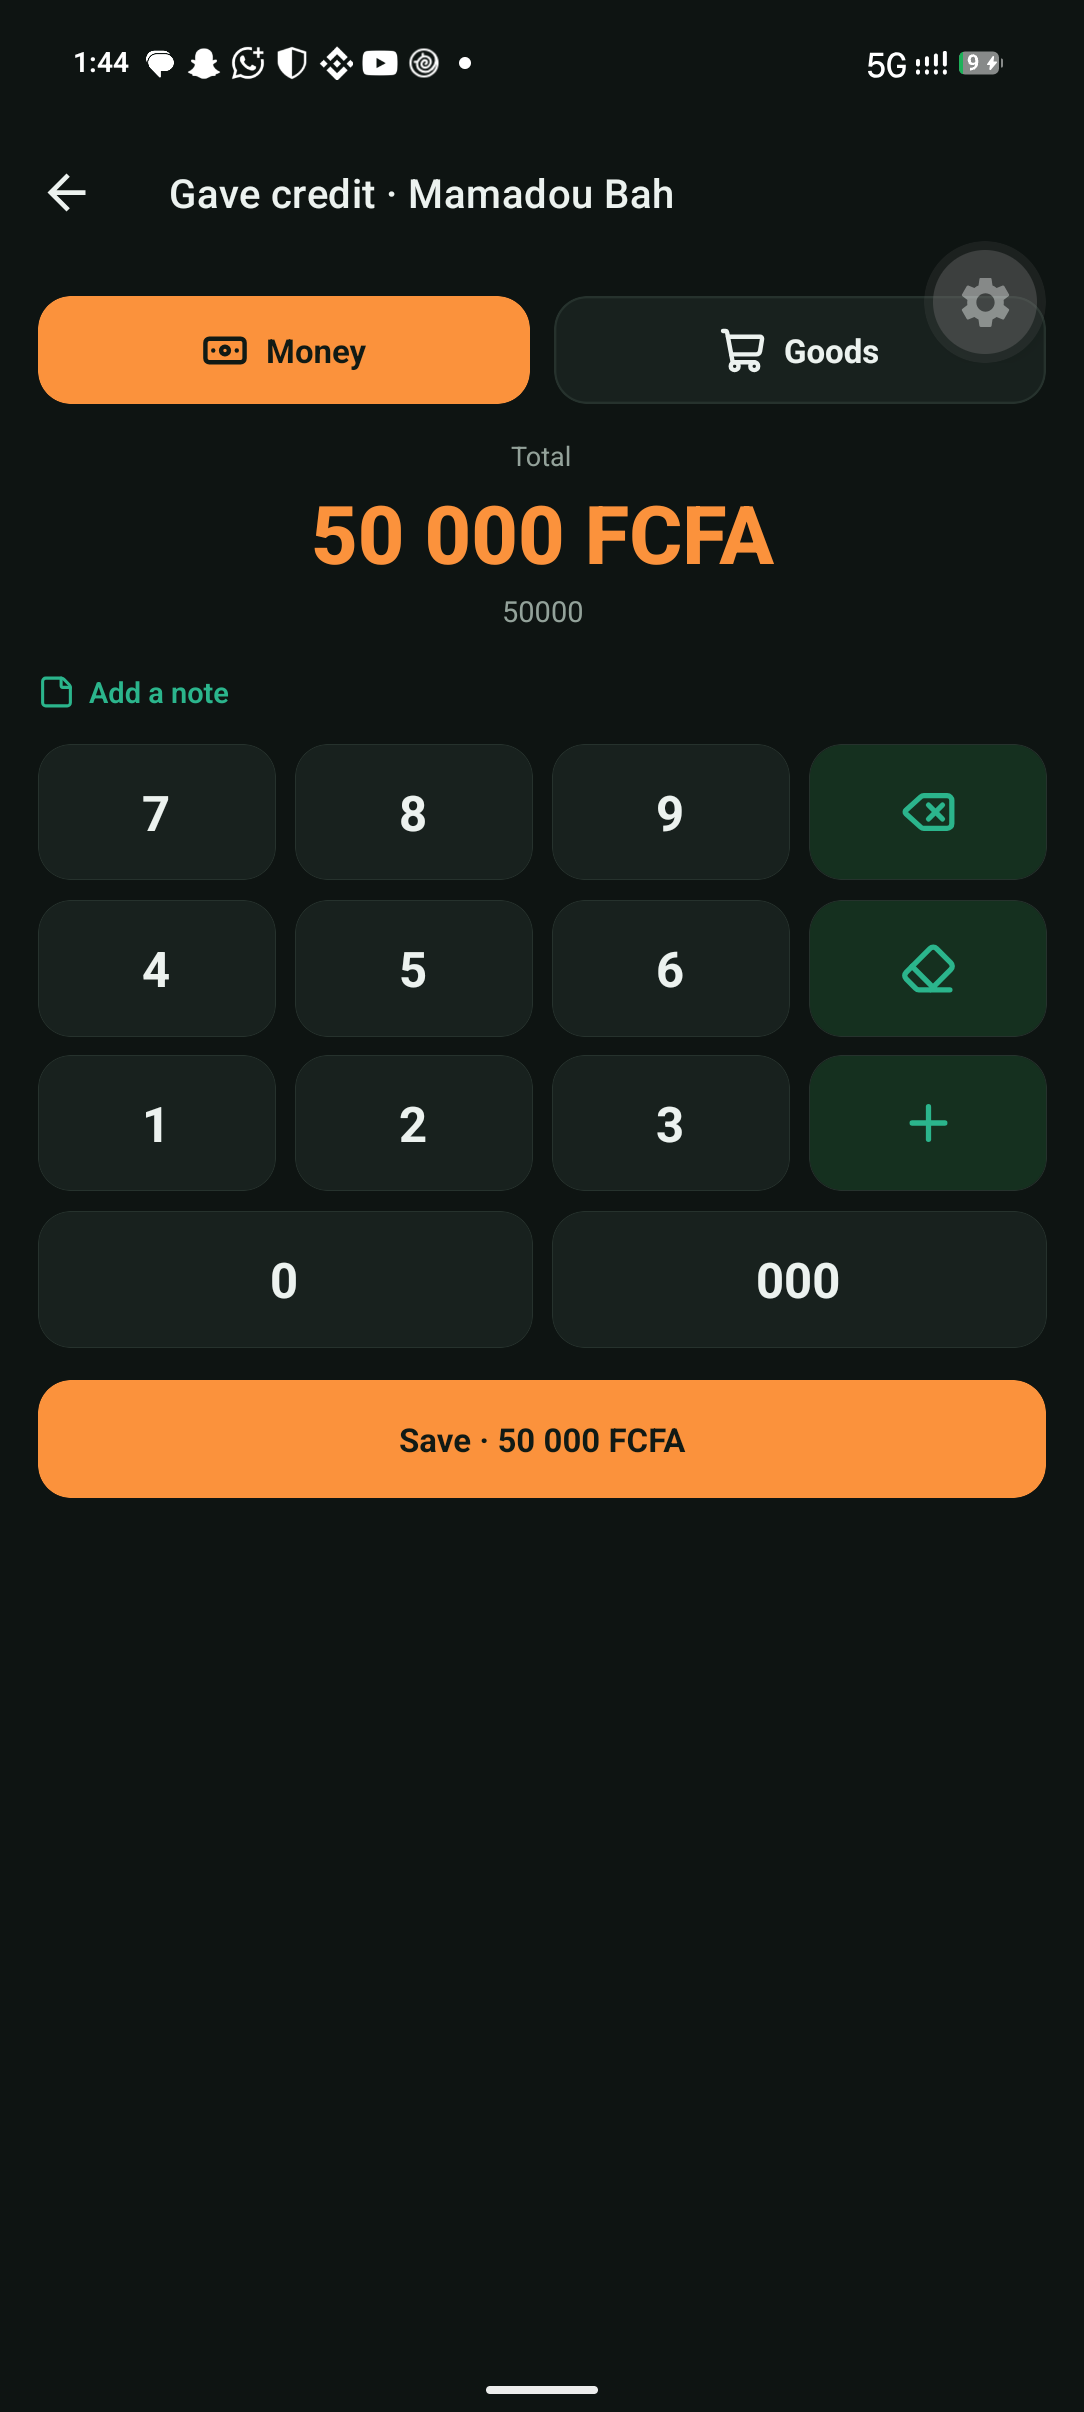 1:44
5G
9
Gave credit · Mamadou Bah
Money
Goods
Total
50 000 FCFA
50000
Add a note
7 8 9
4 5 6
1 2 3 +
0 000
Save · 50 000 FCFA